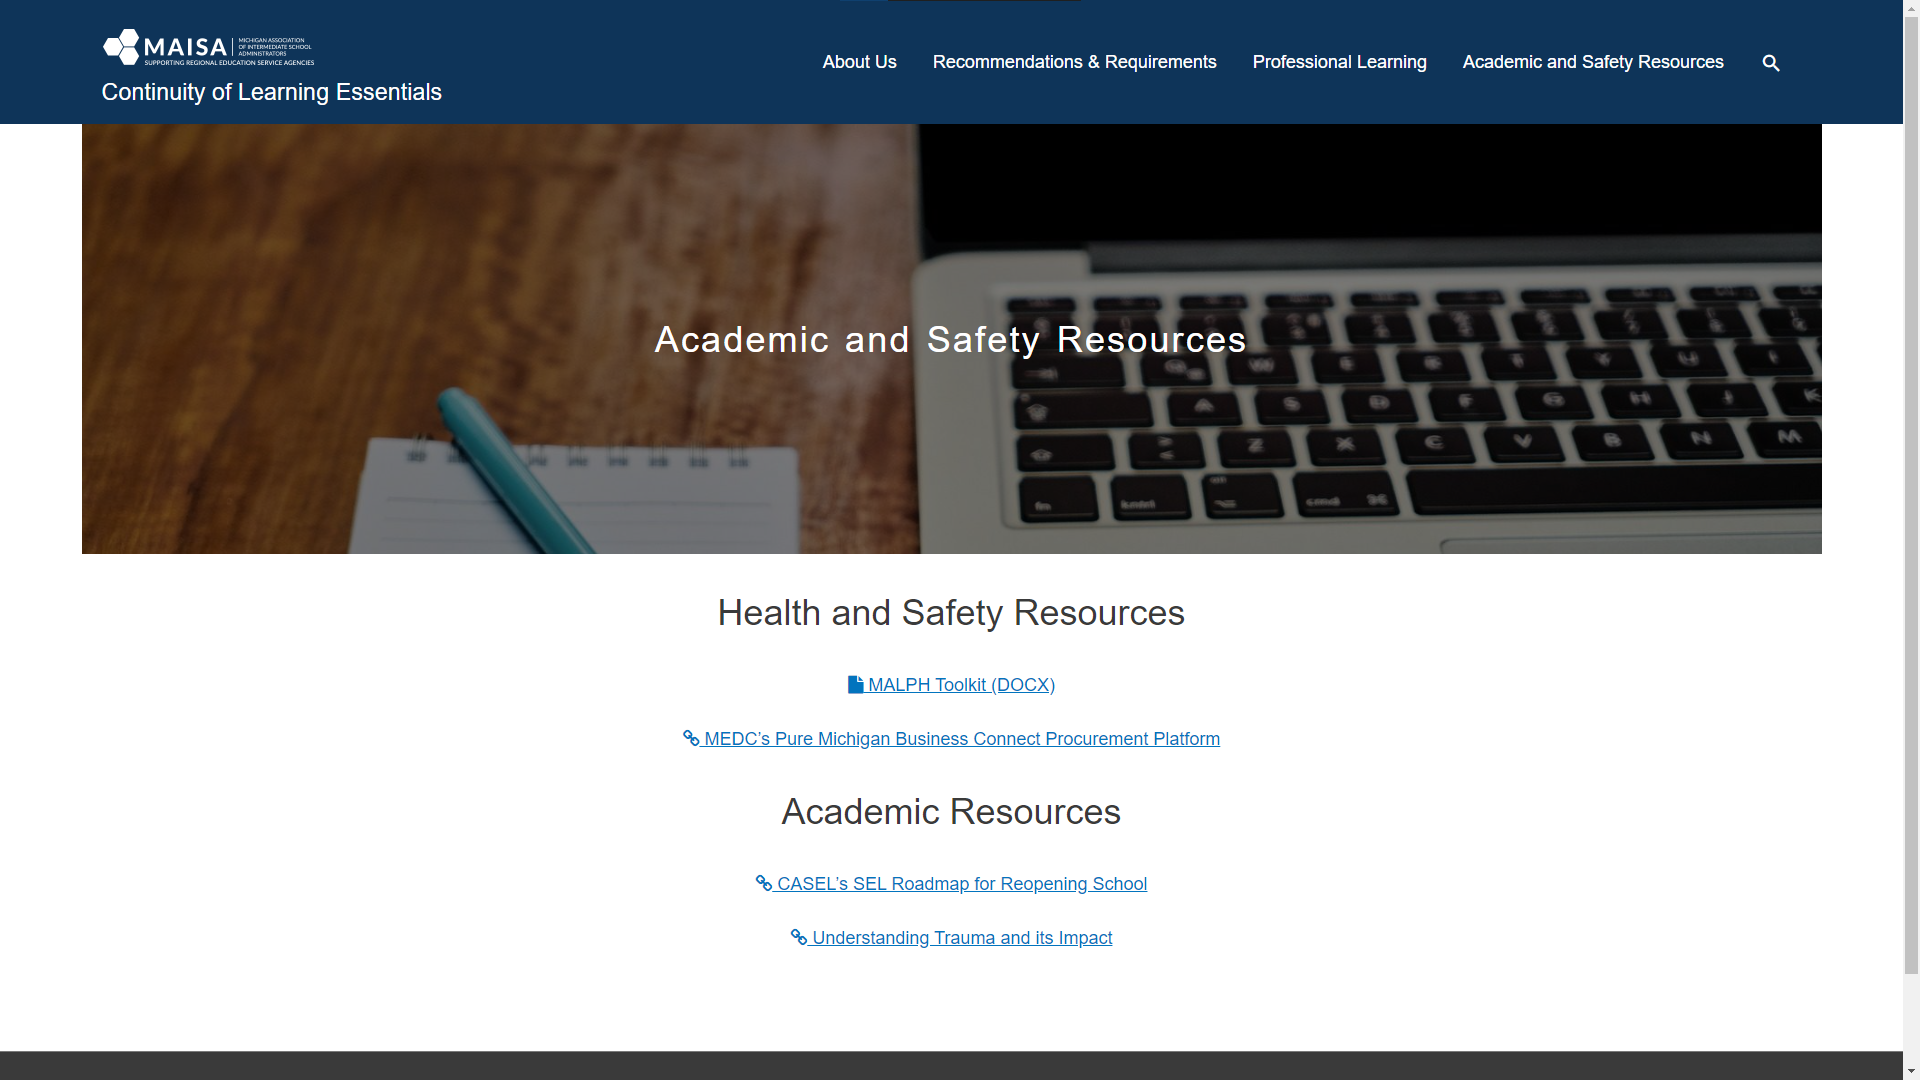 MAISA
MICHIGAN ASSOCIATION
OF INTERMEDIATE SCHOOL
ADMINISTRATORS
SUPPORTING REGIONAL EDUCATION SERVICE AGENCIES
Continuity of Learning Essentials
About Us
Recommendations & Requirements
Professional Learning
Academic and Safety Resources
Academic and Safety Resources
Health and Safety Resources
MALPH Toolkit (DOCX)
MEDC’s Pure Michigan Business Connect Procurement Platform
Academic Resources
CASEL’s SEL Roadmap for Reopening School
Understanding Trauma and its Impact